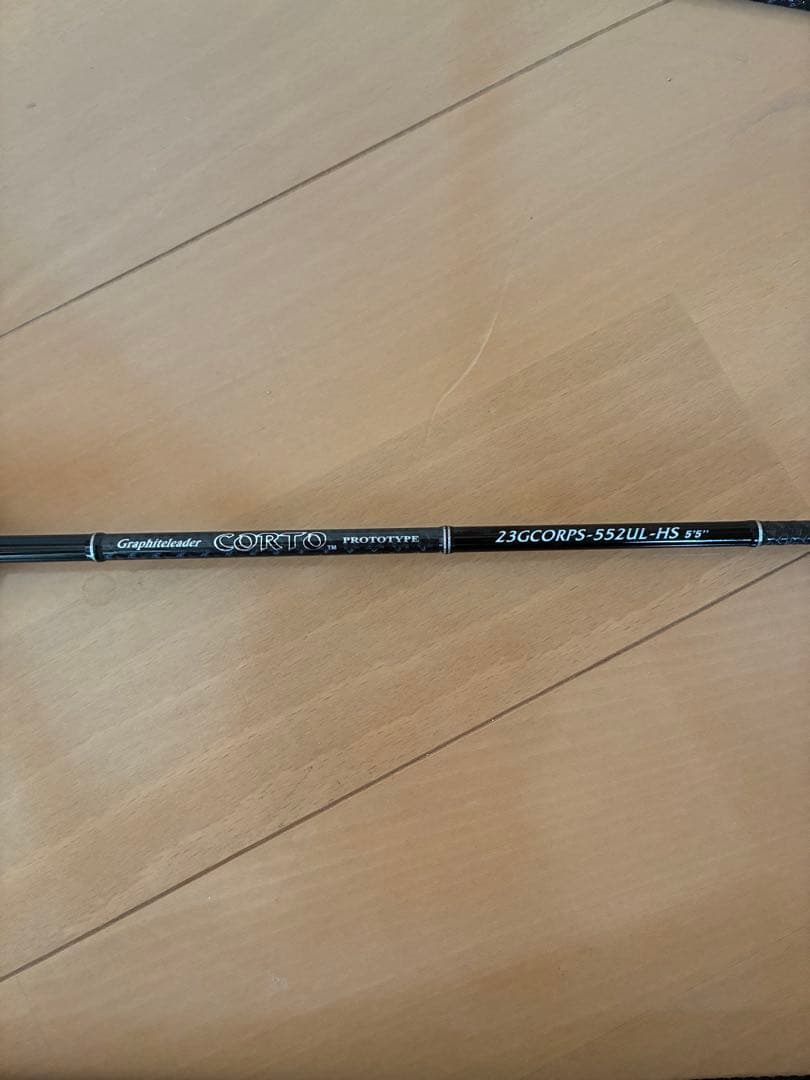 Graphiteleader CORTO™ PROTOTYPE 23GCORPS-552UL-HS 5'5"